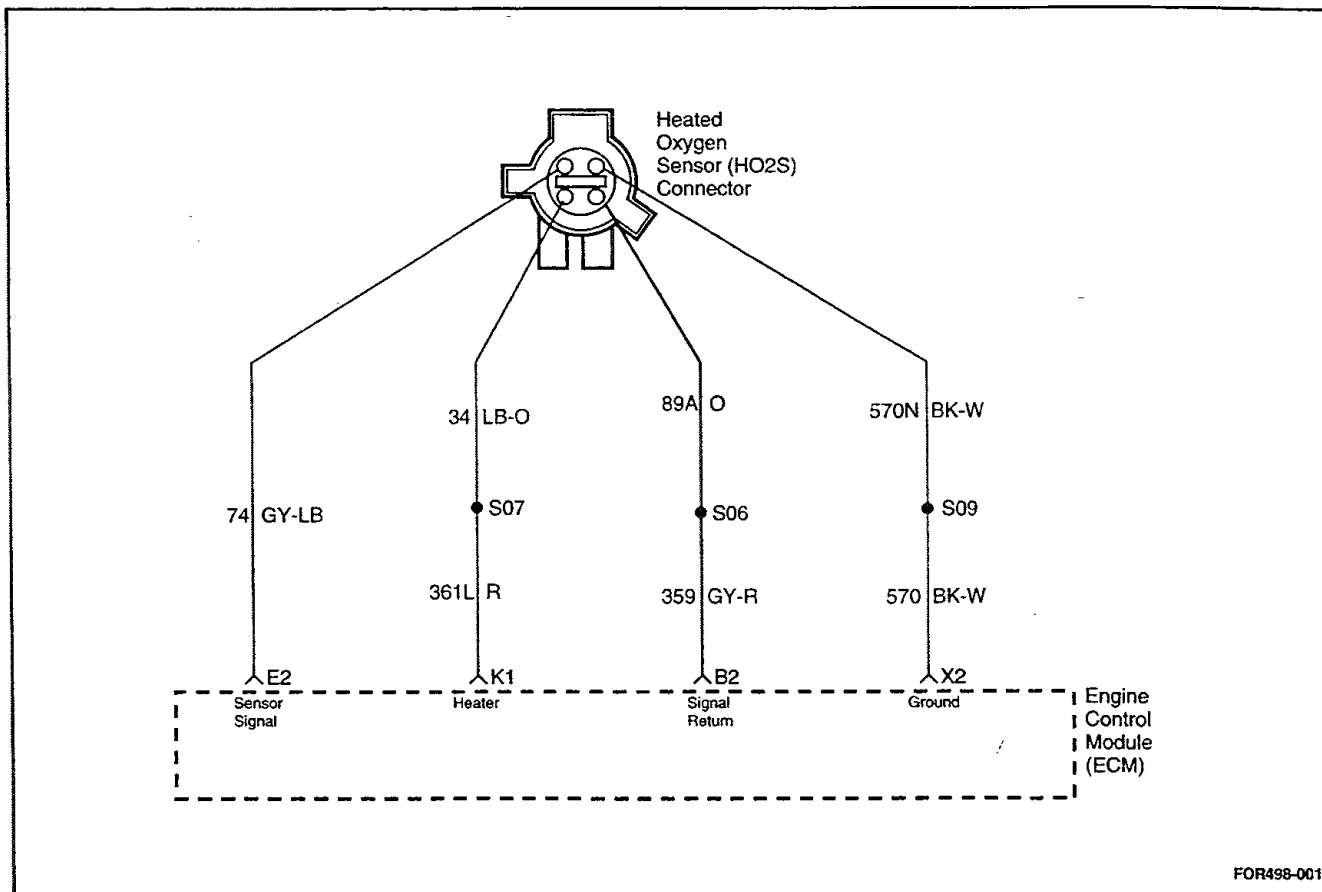 Heated
Oxygen
Sensor (HO2S)
Connector
34 LB-O
89A O
570N BK-W
74 GY-LB
S07
S06
S09
361L R
359 GY-R
570 BK-W
E2
K1
B2
X2
Sensor
Signal
Heater
Signal
Return
Ground
Engine
Control
Module
(ECM)
FOR498-001